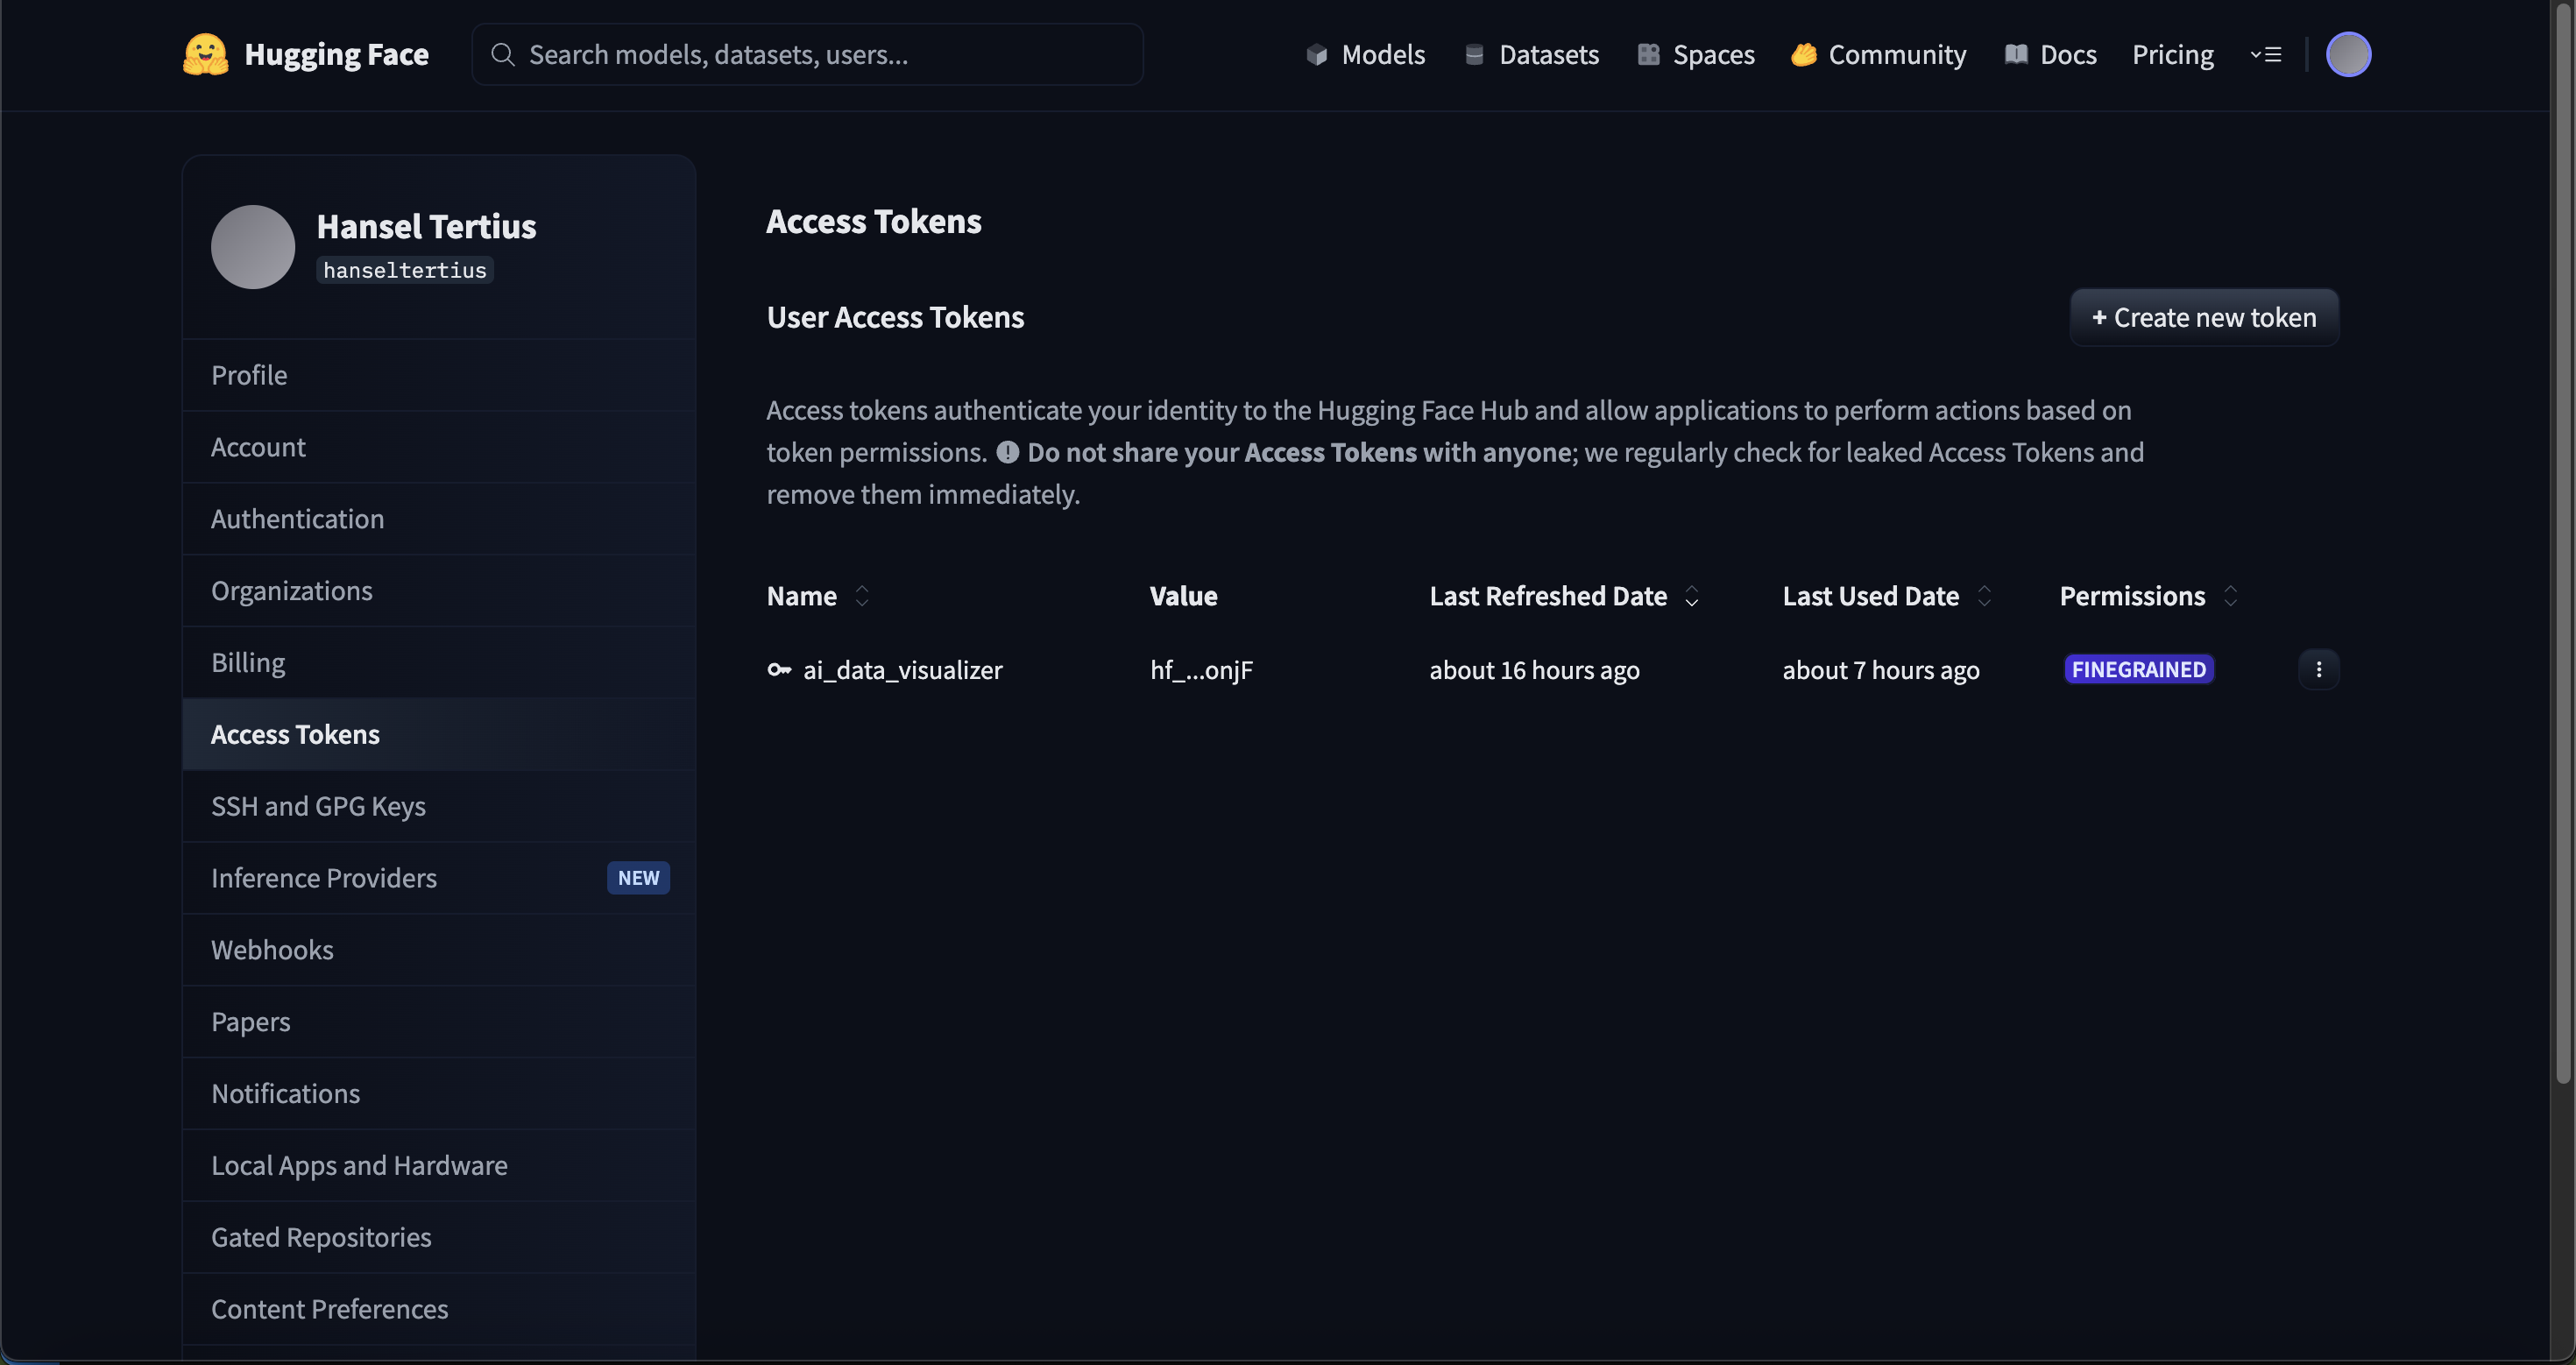 Hugging Face
Search models, datasets, users...
Models
Datasets
Spaces
Community
Docs
Pricing
Hansel Tertius
hanseltertius
Profile
Account
Authentication
Organizations
Billing
Access Tokens
SSH and GPG Keys
Inference Providers NEW
Webhooks
Papers
Notifications
Local Apps and Hardware
Gated Repositories
Content Preferences
Access Tokens
User Access Tokens
+ Create new token
Access tokens authenticate your identity to the Hugging Face Hub and allow applications to perform actions based on
token permissions. Do not share your Access Tokens with anyone; we regularly check for leaked Access Tokens and
remove them immediately.
Name Value Last Refreshed Date Last Used Date Permissions
ai_data_visualizer hf_...onjF about 16 hours ago about 7 hours ago FINEGRAINED